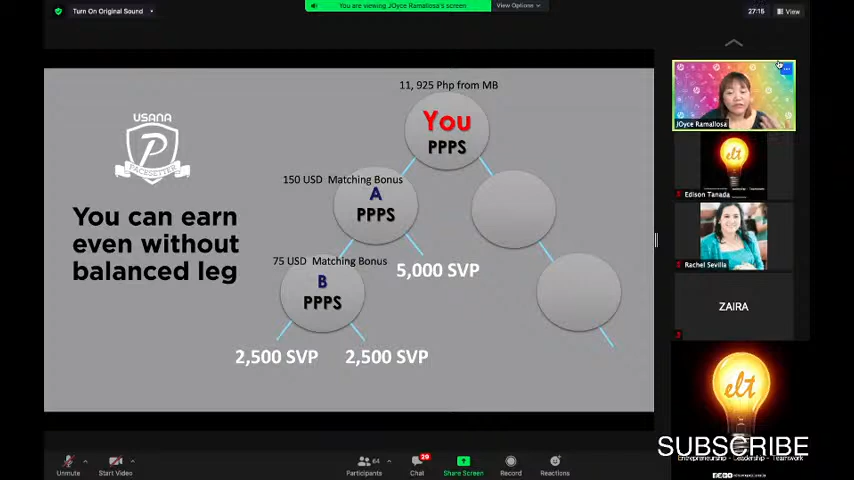 Turn On Original Sound
You are viewing JOyce Ramallosa's screen
View Options
27:15
View
11, 925 Php from MB
You
PPPS
USANA
P
PACESETTER
150 USD Matching Bonus
A
PPPS
You can earn
even without
balanced leg
75 USD Matching Bonus
B
PPPS
5,000 SVP
2,500 SVP
2,500 SVP
JOyce Ramallosa
elt
Edison Tanada
Rachel Sevilla
ZAIRA
elt
SUBSCRIBE
Entrepreneurship - Leadership - Teamwork
Unmute
Start Video
Participants
64
Chat
29
Share Screen
Record
Reactions